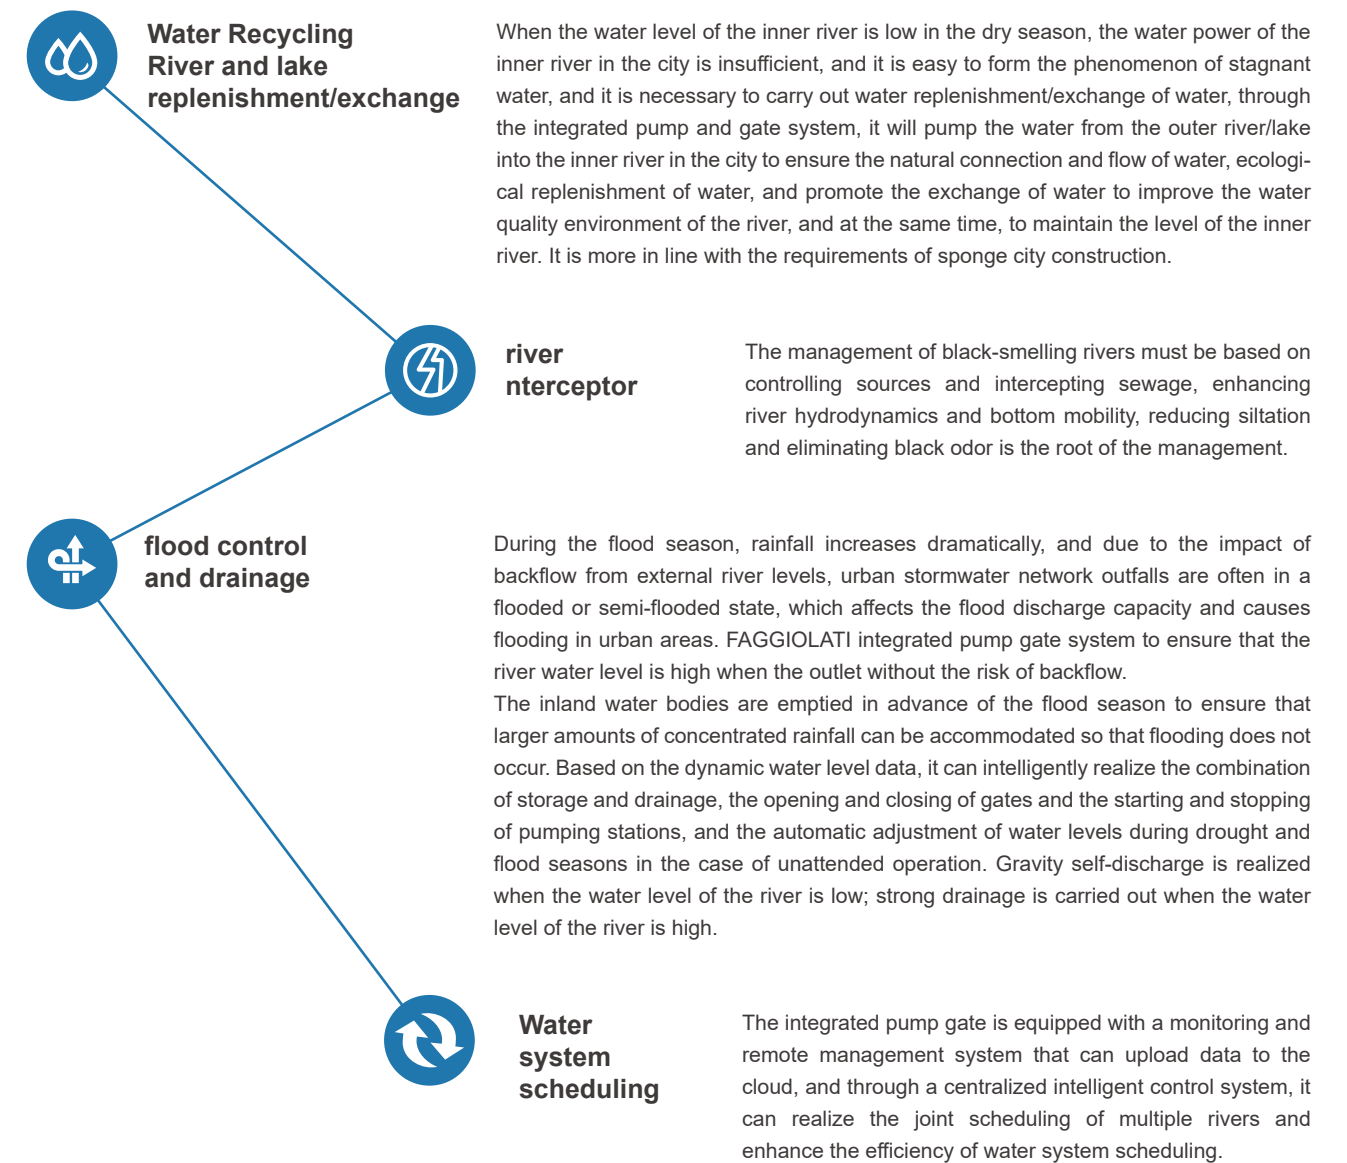 Water Recycling
River and lake
replenishment/exchange
When the water level of the inner river is low in the dry season, the water power of the
inner river in the city is insufficient, and it is easy to form the phenomenon of stagnant
water, and it is necessary to carry out water replenishment/exchange of water, through
the integrated pump and gate system, it will pump the water from the outer river/lake
into the inner river in the city to ensure the natural connection and flow of water, ecologi-
cal replenishment of water, and promote the exchange of water to improve the water
quality environment of the river, and at the same time, to maintain the level of the inner
river. It is more in line with the requirements of sponge city construction.
river
nterceptor
The management of black-smelling rivers must be based on
controlling sources and intercepting sewage, enhancing
river hydrodynamics and bottom mobility, reducing siltation
and eliminating black odor is the root of the management.
flood control
and drainage
During the flood season, rainfall increases dramatically, and due to the impact of
backflow from external river levels, urban stormwater network outfalls are often in a
flooded or semi-flooded state, which affects the flood discharge capacity and causes
flooding in urban areas. FAGGIOLATI integrated pump gate system to ensure that the
river water level is high when the outlet without the risk of backflow.
The inland water bodies are emptied in advance of the flood season to ensure that
larger amounts of concentrated rainfall can be accommodated so that flooding does not
occur. Based on the dynamic water level data, it can intelligently realize the combination
of storage and drainage, the opening and closing of gates and the starting and stopping
of pumping stations, and the automatic adjustment of water levels during drought and
flood seasons in the case of unattended operation. Gravity self-discharge is realized
when the water level of the river is low; strong drainage is carried out when the water
level of the river is high.
Water
system
scheduling
The integrated pump gate is equipped with a monitoring and
remote management system that can upload data to the
cloud, and through a centralized intelligent control system, it
can realize the joint scheduling of multiple rivers and
enhance the efficiency of water system scheduling.